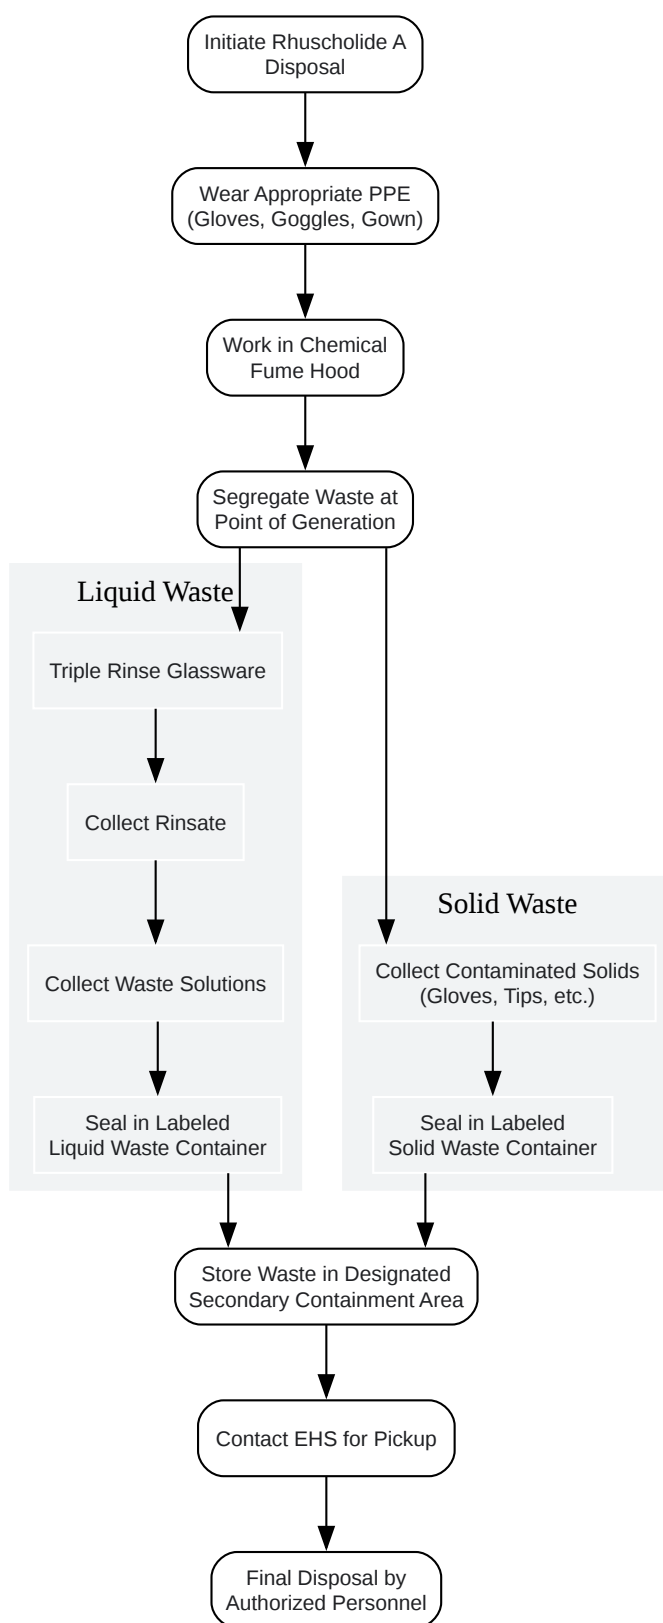 Initiate Rhuscholide A
Disposal
Wear Appropriate PPE
(Gloves, Goggles, Gown)
Work in Chemical
Fume Hood
Segregate Waste at
Point of Generation
Liquid Waste
Triple Rinse Glassware
Collect Rinsate
Collect Waste Solutions
Seal in Labeled
Liquid Waste Container
Solid Waste
Collect Contaminated Solids
(Gloves, Tips, etc.)
Seal in Labeled
Solid Waste Container
Store Waste in Designated
Secondary Containment Area
Contact EHS for Pickup
Final Disposal by
Authorized Personnel